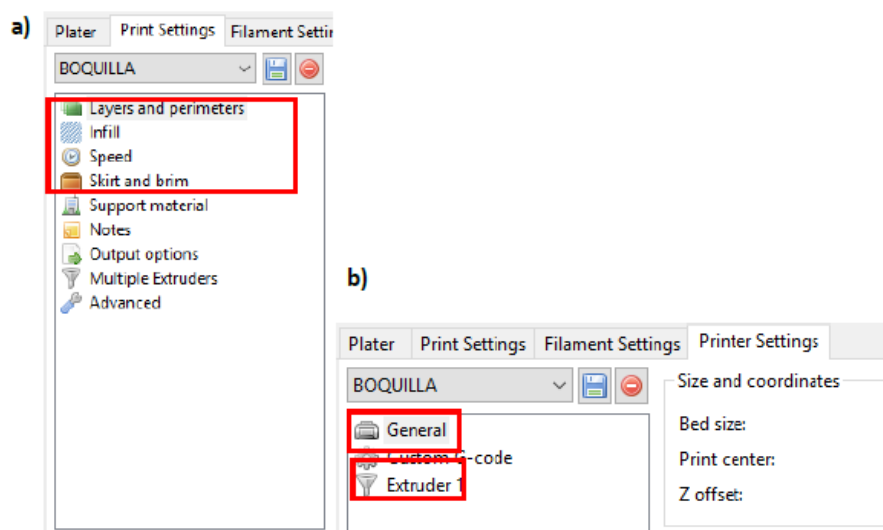 a)
Plater Print Settings Filament Settin
BOQUILLA
Layers and perimeters
Infill
Speed
Skirt and brim
Support material
Notes
Output options
Multiple Extruders
Advanced
b)
Plater Print Settings Filament Settings Printer Settings
BOQUILLA
Size and coordinates
General
Bed size:
Custom G-code
Print center:
Extruder 1
Z offset: